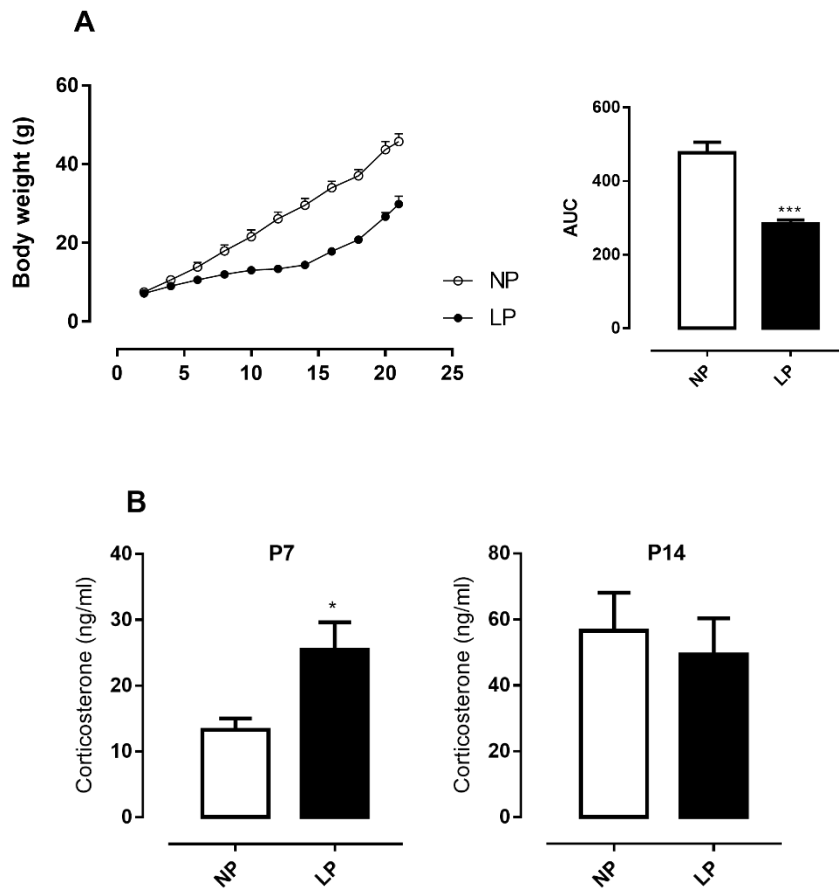 A
Body weight (g)
60
40
20
0
0 5 10 15 20 25
NP
LP
AUC
600
400
200
0
***
NP LP
B
P7
Corticosterone (ng/ml)
40
30
20
10
0
*
NP LP
P14
Corticosterone (ng/ml)
80
60
40
20
0
NP LP